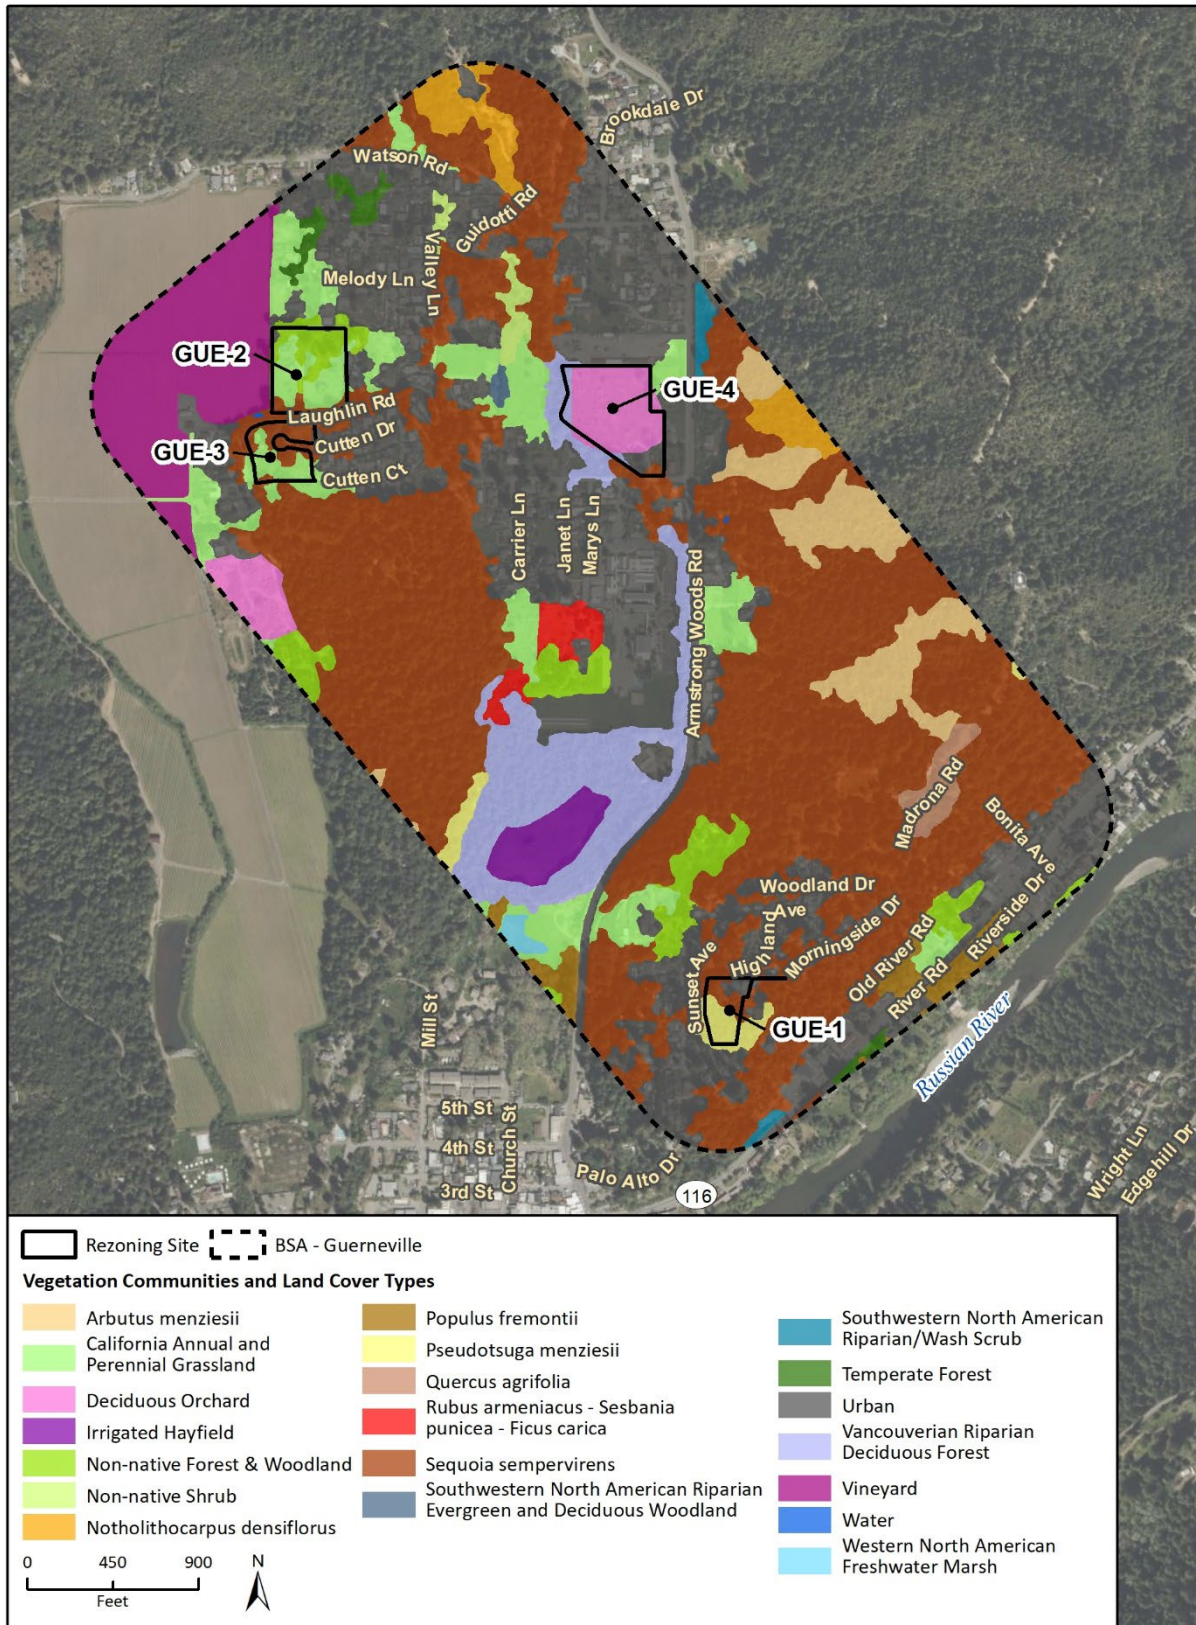 Brookdale Dr
Watson Rd
Guidotti Rd
Valley Ln
Melody Ln
GUE-2
GUE-4
Laughlin Rd
Cutten Dr
GUE-3
Cutten Ct
Carrier Ln
Janet Ln
Marys Ln
Armstrong Woods Rd
Madrona Rd
Bonita Ave
Woodland Dr
Highland Ave
Morningside Dr
Riverside Dr
Old River Rd
River Rd
Sunset Ave
GUE-1
Russian River
Mill St
5th St
4th St
3rd St
Church St
Palo Alto Dr
116
Wright Ln
Edgehill Dr
Rezoning Site
BSA - Guerneville
Vegetation Communities and Land Cover Types
Arbutus menziesii
California Annual and
Perennial Grassland
Deciduous Orchard
Irrigated Hayfield
Non-native Forest & Woodland
Non-native Shrub
Notholithocarpus densiflorus
Populus fremontii
Pseudotsuga menziesii
Quercus agrifolia
Rubus armeniacus - Sesbania
punicea - Ficus carica
Sequoia sempervirens
Southwestern North American Riparian
Evergreen and Deciduous Woodland
Southwestern North American
Riparian/Wash Scrub
Temperate Forest
Urban
Vancouverian Riparian
Deciduous Forest
Vineyard
Water
Western North American
Freshwater Marsh
0 450 900
Feet
N